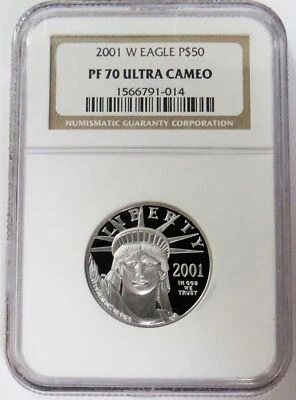 2001 W EAGLE P$50
PF 70 ULTRA CAMEO
1566791-014
NUMISMATIC GUARANTY CORPORATION
LIBERTY
2001
IN GOD
WE
TRUST